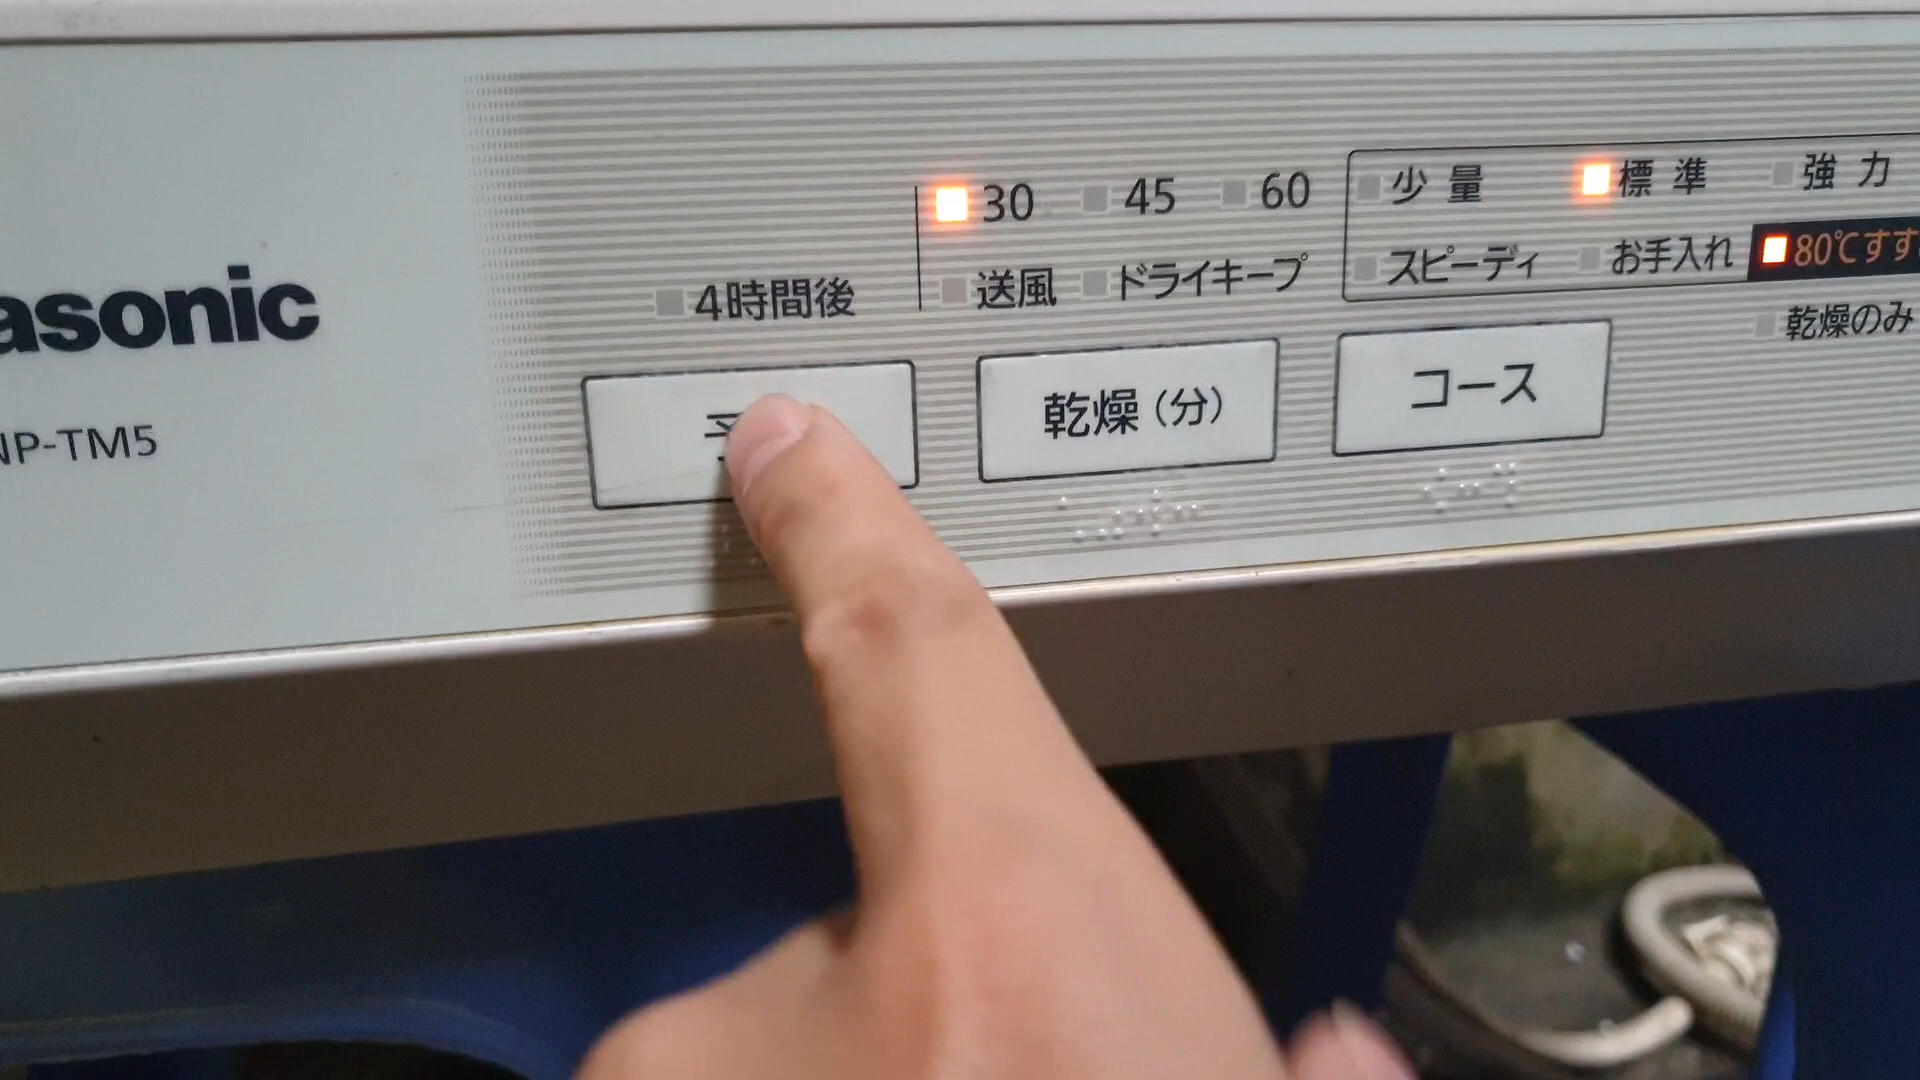 asonic
NP-TM5
30 45 60
送風 ドライキープ
4時間後
少量 標準 強力
スピーディ お手入れ 80℃すす
乾燥のみ
乾燥(分)
コース